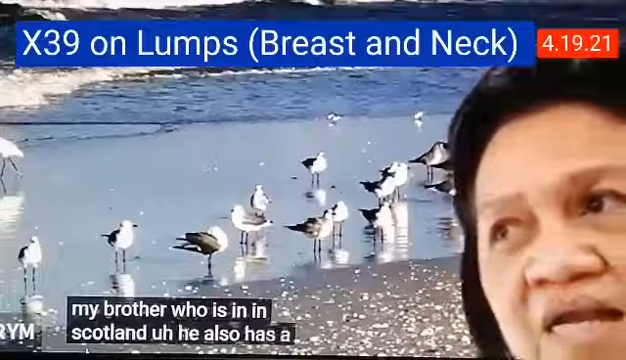 X39 on Lumps (Breast and Neck)
4.19.21
my brother who is in in
scotland uh he also has a
RYM